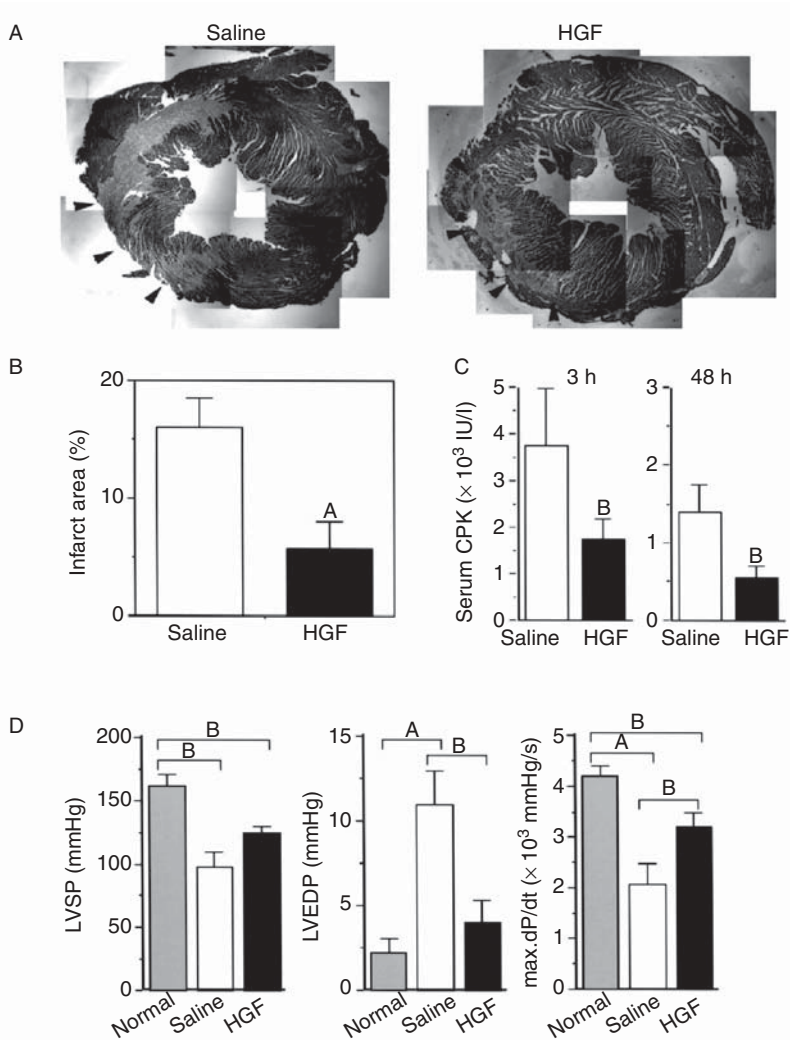 A
Saline
HGF
B
20
10
0
Infarct area (%)
A
Saline
HGF
C
3 h
48 h
5
4
3
2
1
0
Serum CPK (× 10³ IU/l)
B
Saline
HGF
3
2
1
0
B
Saline
HGF
D
200
150
100
50
0
LVSP (mmHg)
B
B
Normal
Saline
HGF
15
10
5
0
LVEDP (mmHg)
A
B
Normal
Saline
HGF
5
4
3
2
1
0
max.dP/dt (× 10³ mmHg/s)
B
A
B
Normal
Saline
HGF